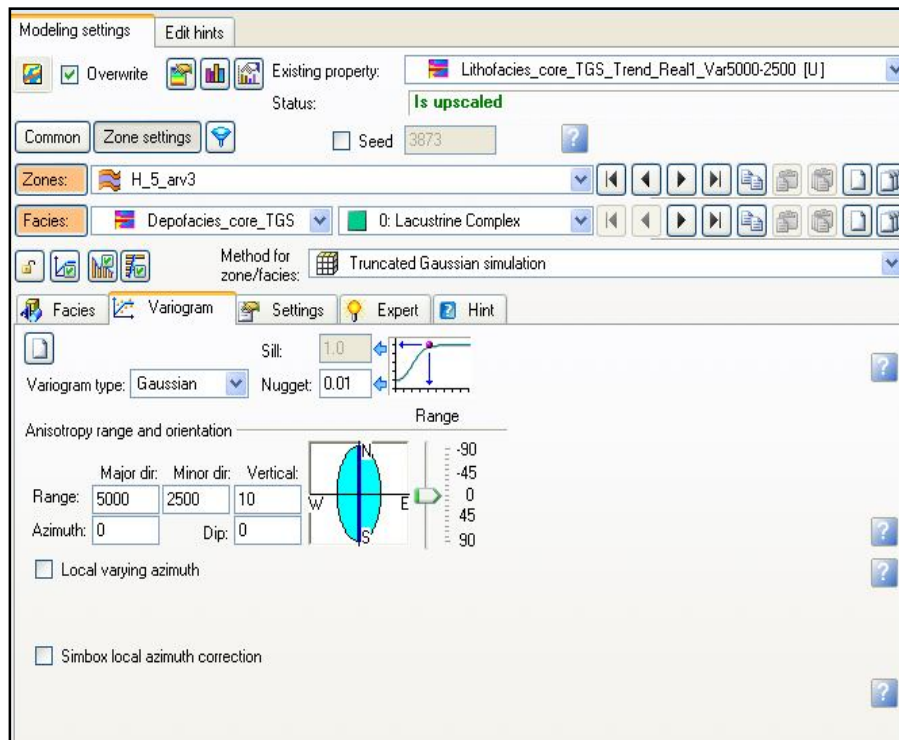 Modeling settings Edit hints
Overwrite Existing property: Lithofacies_core_TGS_Trend_Real1_Var5000-2500 [U]
Status: Is upscaled
Common Zone settings Seed 3873 ?
Zones: H_5_arv3
Facies: Depofacies_core_TGS 0: Lacustrine Complex
Method for zone/facies: Truncated Gaussian simulation
Facies Variogram Settings Expert ? Hint
Sill: 1.0 ?
Variogram type: Gaussian Nugget: 0.01
Range
Anisotropy range and orientation
Major dir: Minor dir: Vertical:
Range: 5000 2500 10
Azimuth: 0 Dip: 0
N
W E
S
-90
-45
0
45
90
?
Local varying azimuth ?
Simbox local azimuth correction
?